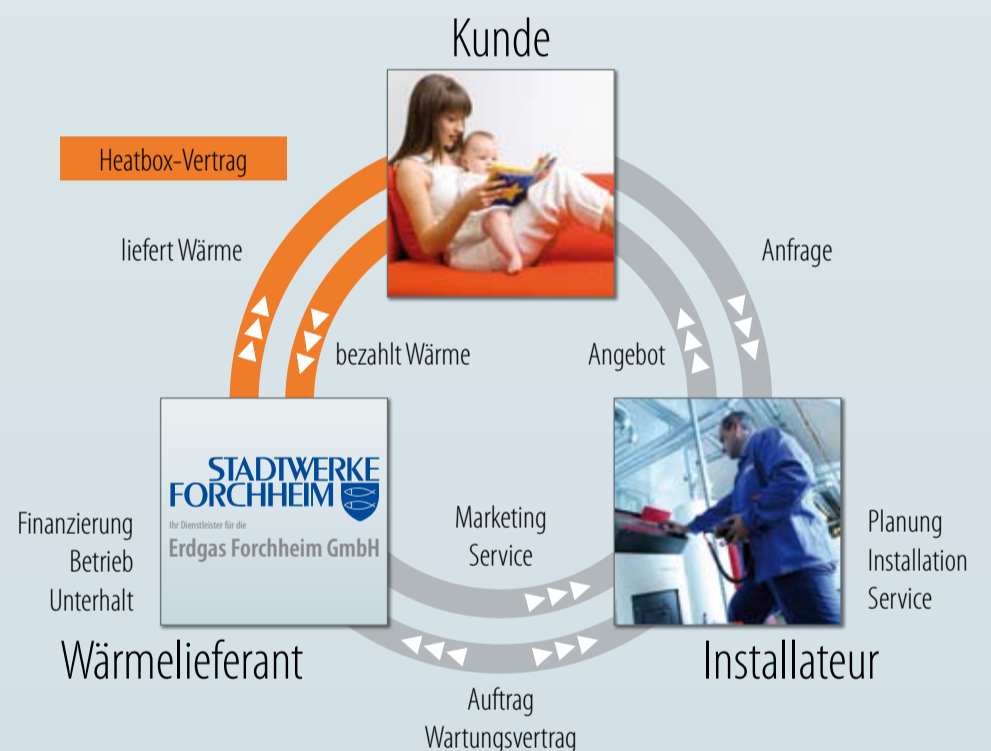 Kunde
Heatbox-Vertrag
liefert Wärme
Anfrage
bezahlt Wärme
Angebot
STADTWERKE
FORCHHEIM
Ihr Dienstleister für die
Erdgas Forchheim GmbH
Finanzierung
Betrieb
Unterhalt
Marketing
Service
Planung
Installation
Service
Wärmelieferant
Installateur
Auftrag
Wartungsvertrag